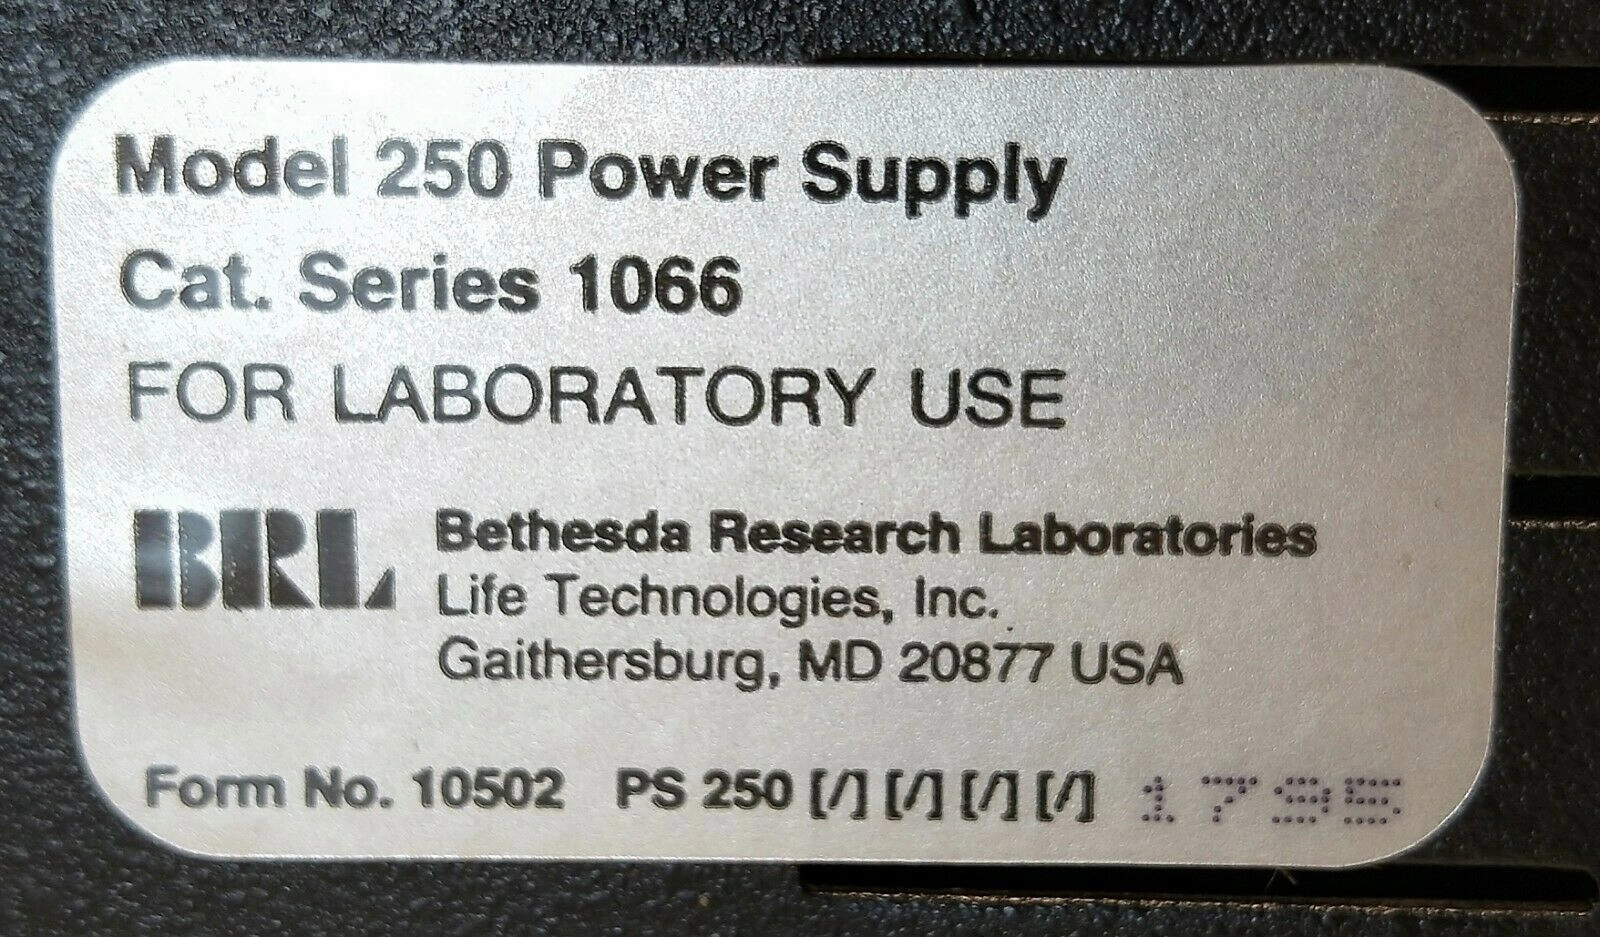 Model 250 Power Supply
Cat. Series 1066
FOR LABORATORY USE
BRL
Bethesda Research Laboratories
Life Technologies, Inc.
Gaithersburg, MD 20877 USA
Form No. 10502 PS 250 [/] [/] [/] [/] 1795